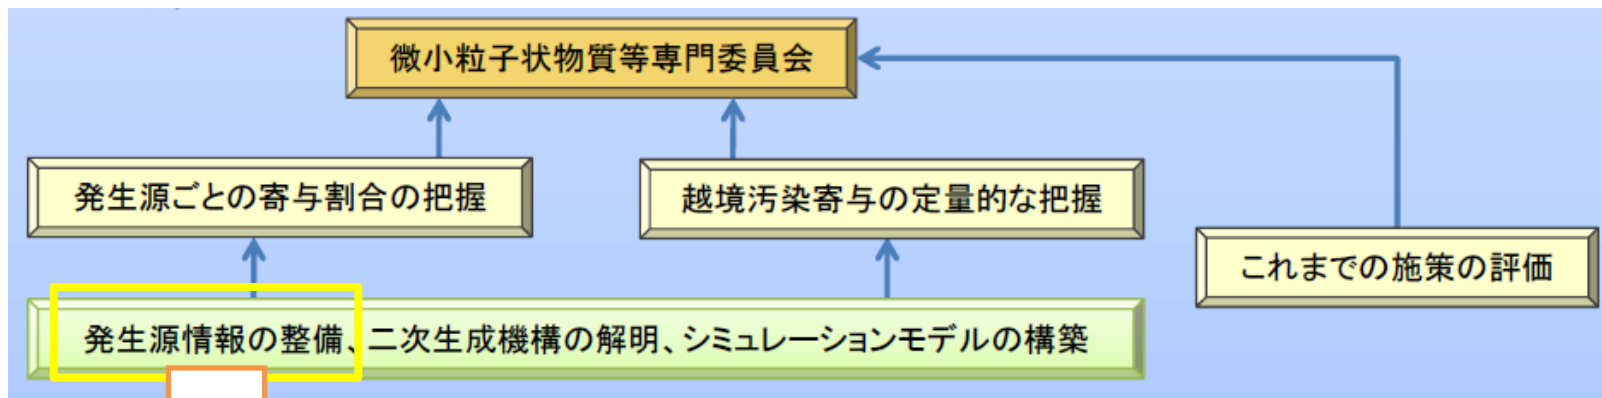 微小粒子状物質等専門委員会
発生源ごとの寄与割合の把握
越境汚染寄与の定量的な把握
これまでの施策の評価
発生源情報の整備、二次生成機構の解明、シミュレーションモデルの構築